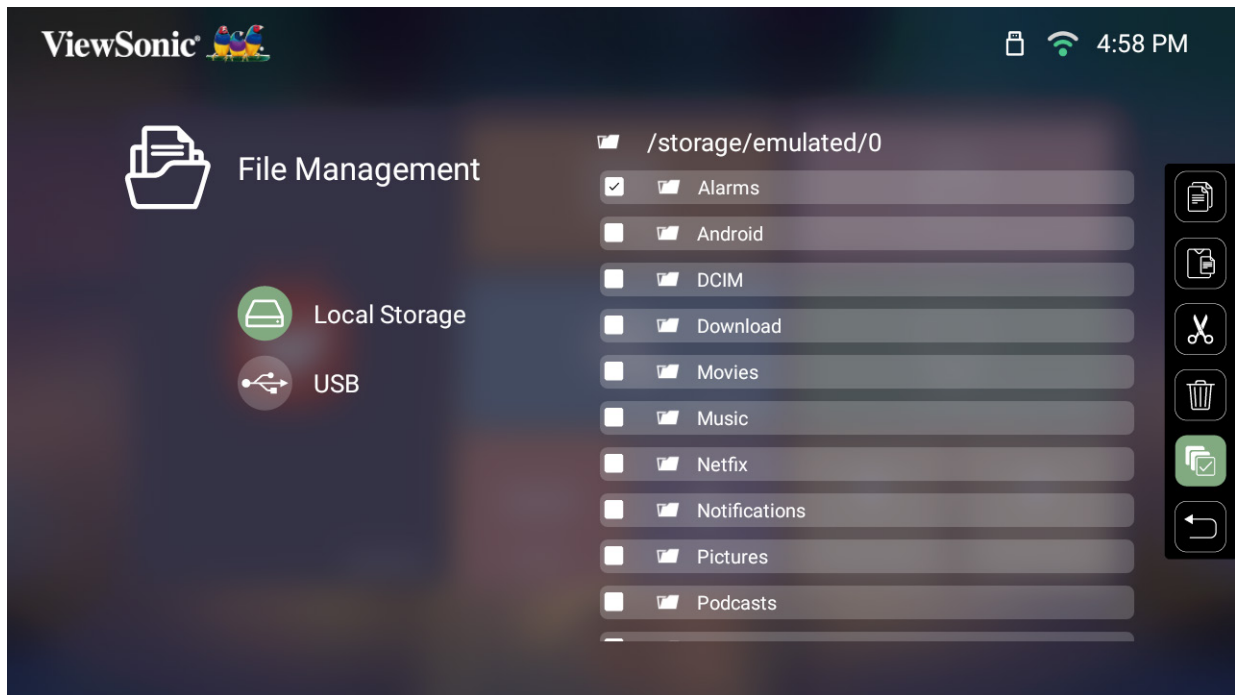 ViewSonic
4:58 PM
File Management
Local Storage
USB
/storage/emulated/0
Alarms
Android
DCIM
Download
Movies
Music
Netfix
Notifications
Pictures
Podcasts